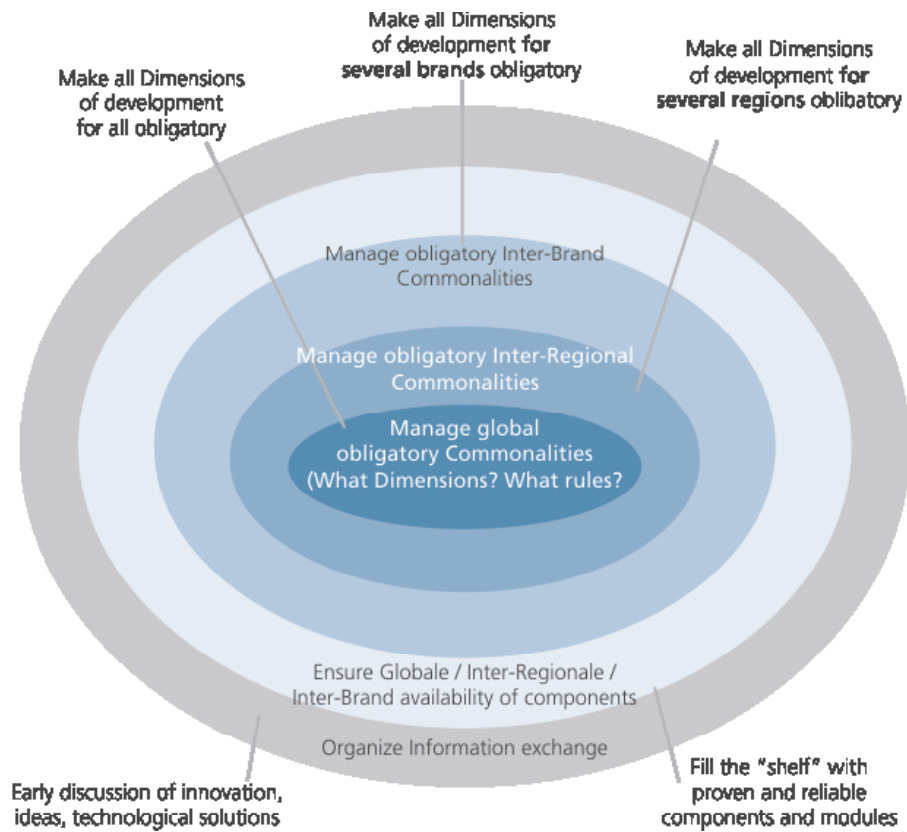 Make all Dimensions
of development for
several brands obligatory
Make all Dimensions
of development
for all obligatory
Make all Dimensions
of development for
several regions oblibatory
Manage obligatory Inter-Brand
Commonalities
Manage obligatory Inter-Regional
Commonalities
Manage global
obligatory Commonalities
(What Dimensions? What rules?
Ensure Globale / Inter-Regionale /
Inter-Brand availability of components
Organize Information exchange
Early discussion of innovation,
ideas, technological solutions
Fill the "shelf" with
proven and reliable
components and modules